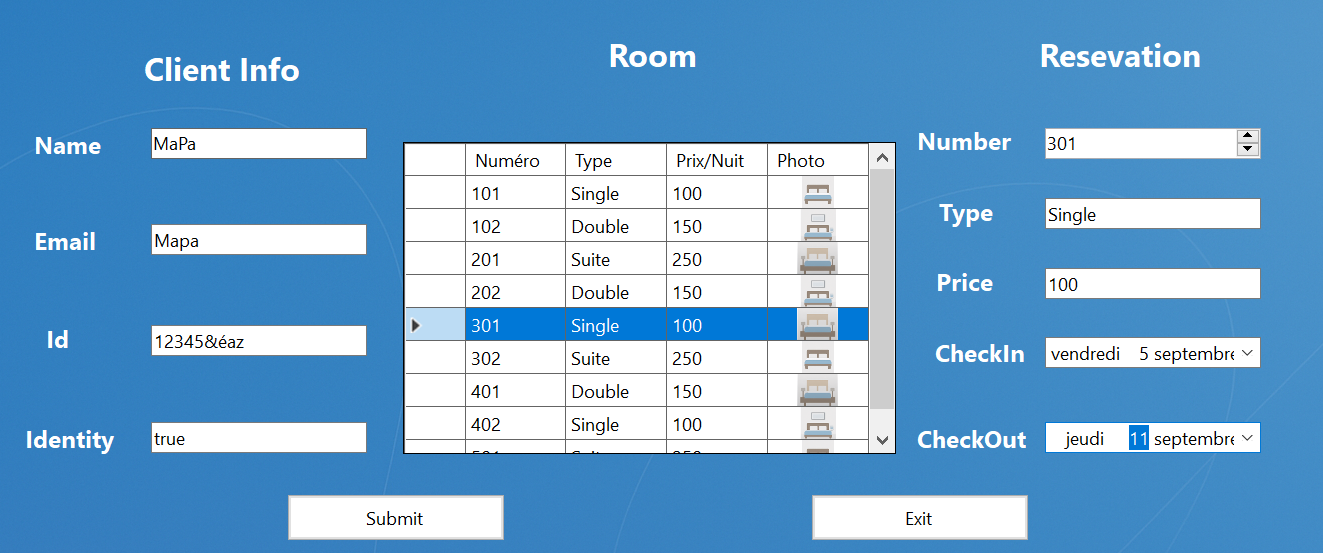 Client Info
Name MaPa
Email Mapa
Id 12345&éaz
Identity true
Room
Numéro Type Prix/Nuit Photo
101 Single 100
102 Double 150
201 Suite 250
202 Double 150
301 Single 100
302 Suite 250
401 Double 150
402 Single 100
Resevation
Number 301
Type Single
Price 100
CheckIn vendredi 5 septembre
CheckOut jeudi 11 septembre
Submit
Exit